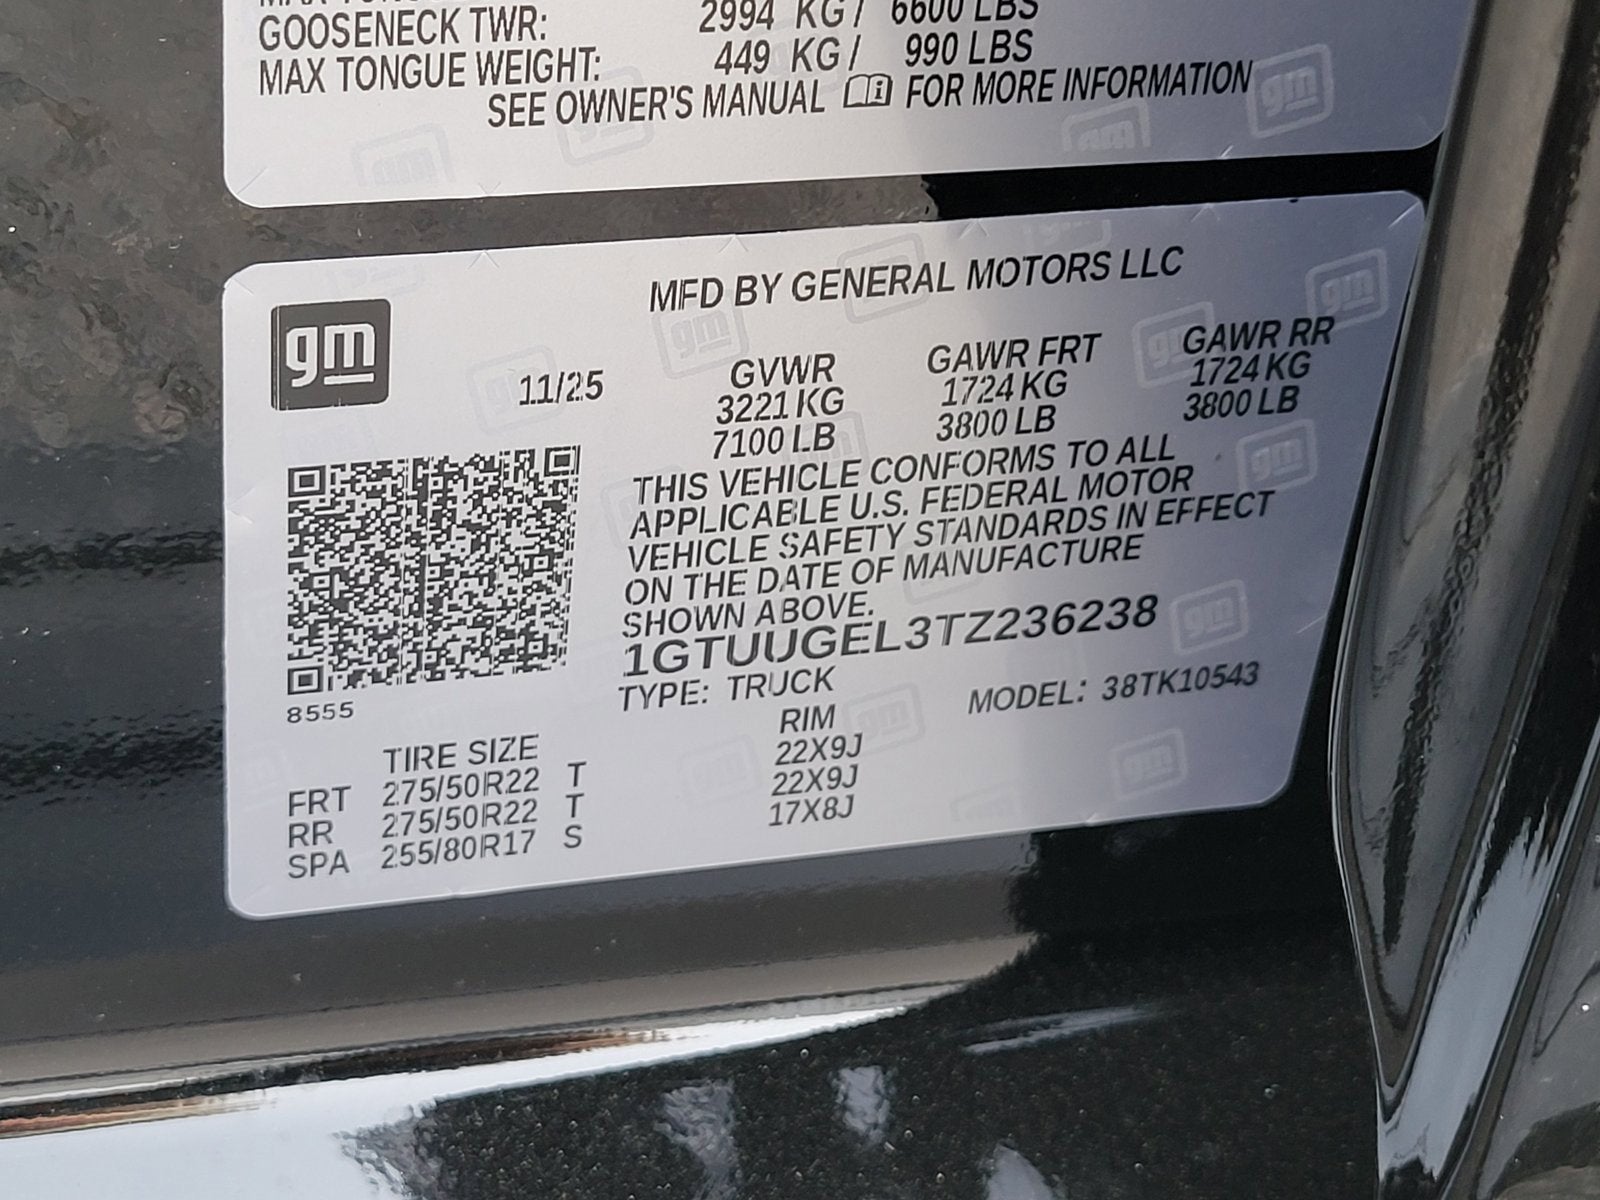 GOOSENECK TWR: 2994 KG / 6600 LBS
MAX TONGUE WEIGHT: 449 KG / 990 LBS
SEE OWNER'S MANUAL FOR MORE INFORMATION
gm
MFD BY GENERAL MOTORS LLC
11/25
GVWR GAWR FRT GAWR RR
3221 KG 1724 KG 1724 KG
7100 LB 3800 LB 3800 LB
THIS VEHICLE CONFORMS TO ALL
APPLICABLE U.S. FEDERAL MOTOR
VEHICLE SAFETY STANDARDS IN EFFECT
ON THE DATE OF MANUFACTURE
SHOWN ABOVE.
1GTUUGEL3TZ236238
TYPE: TRUCK MODEL: 38TK10543
8555
TIRE SIZE RIM
FRT 275/50R22 T 22X9J
RR 275/50R22 T 22X9J
SPA 255/80R17 S 17X8J